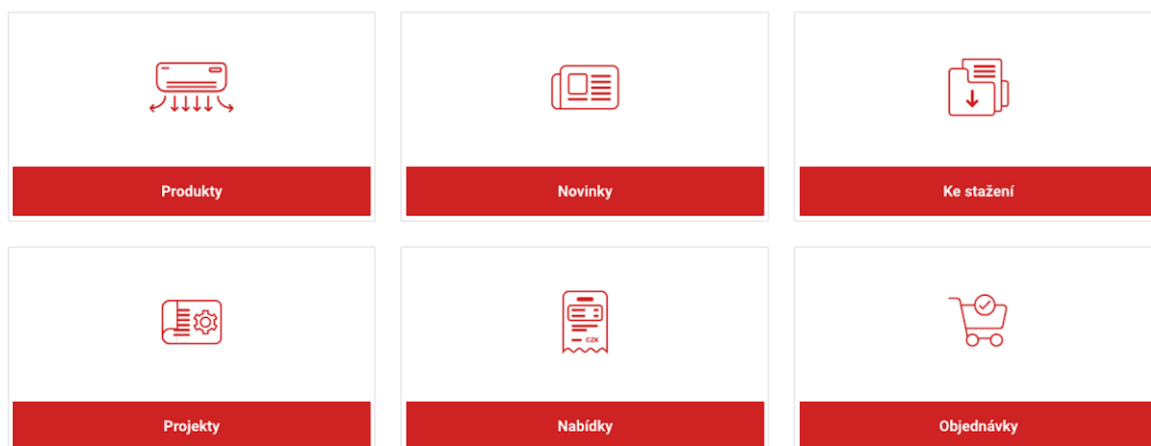 Produkty
Novinky
Ke stažení
CZK
Projekty
Nabídky
Objednávky